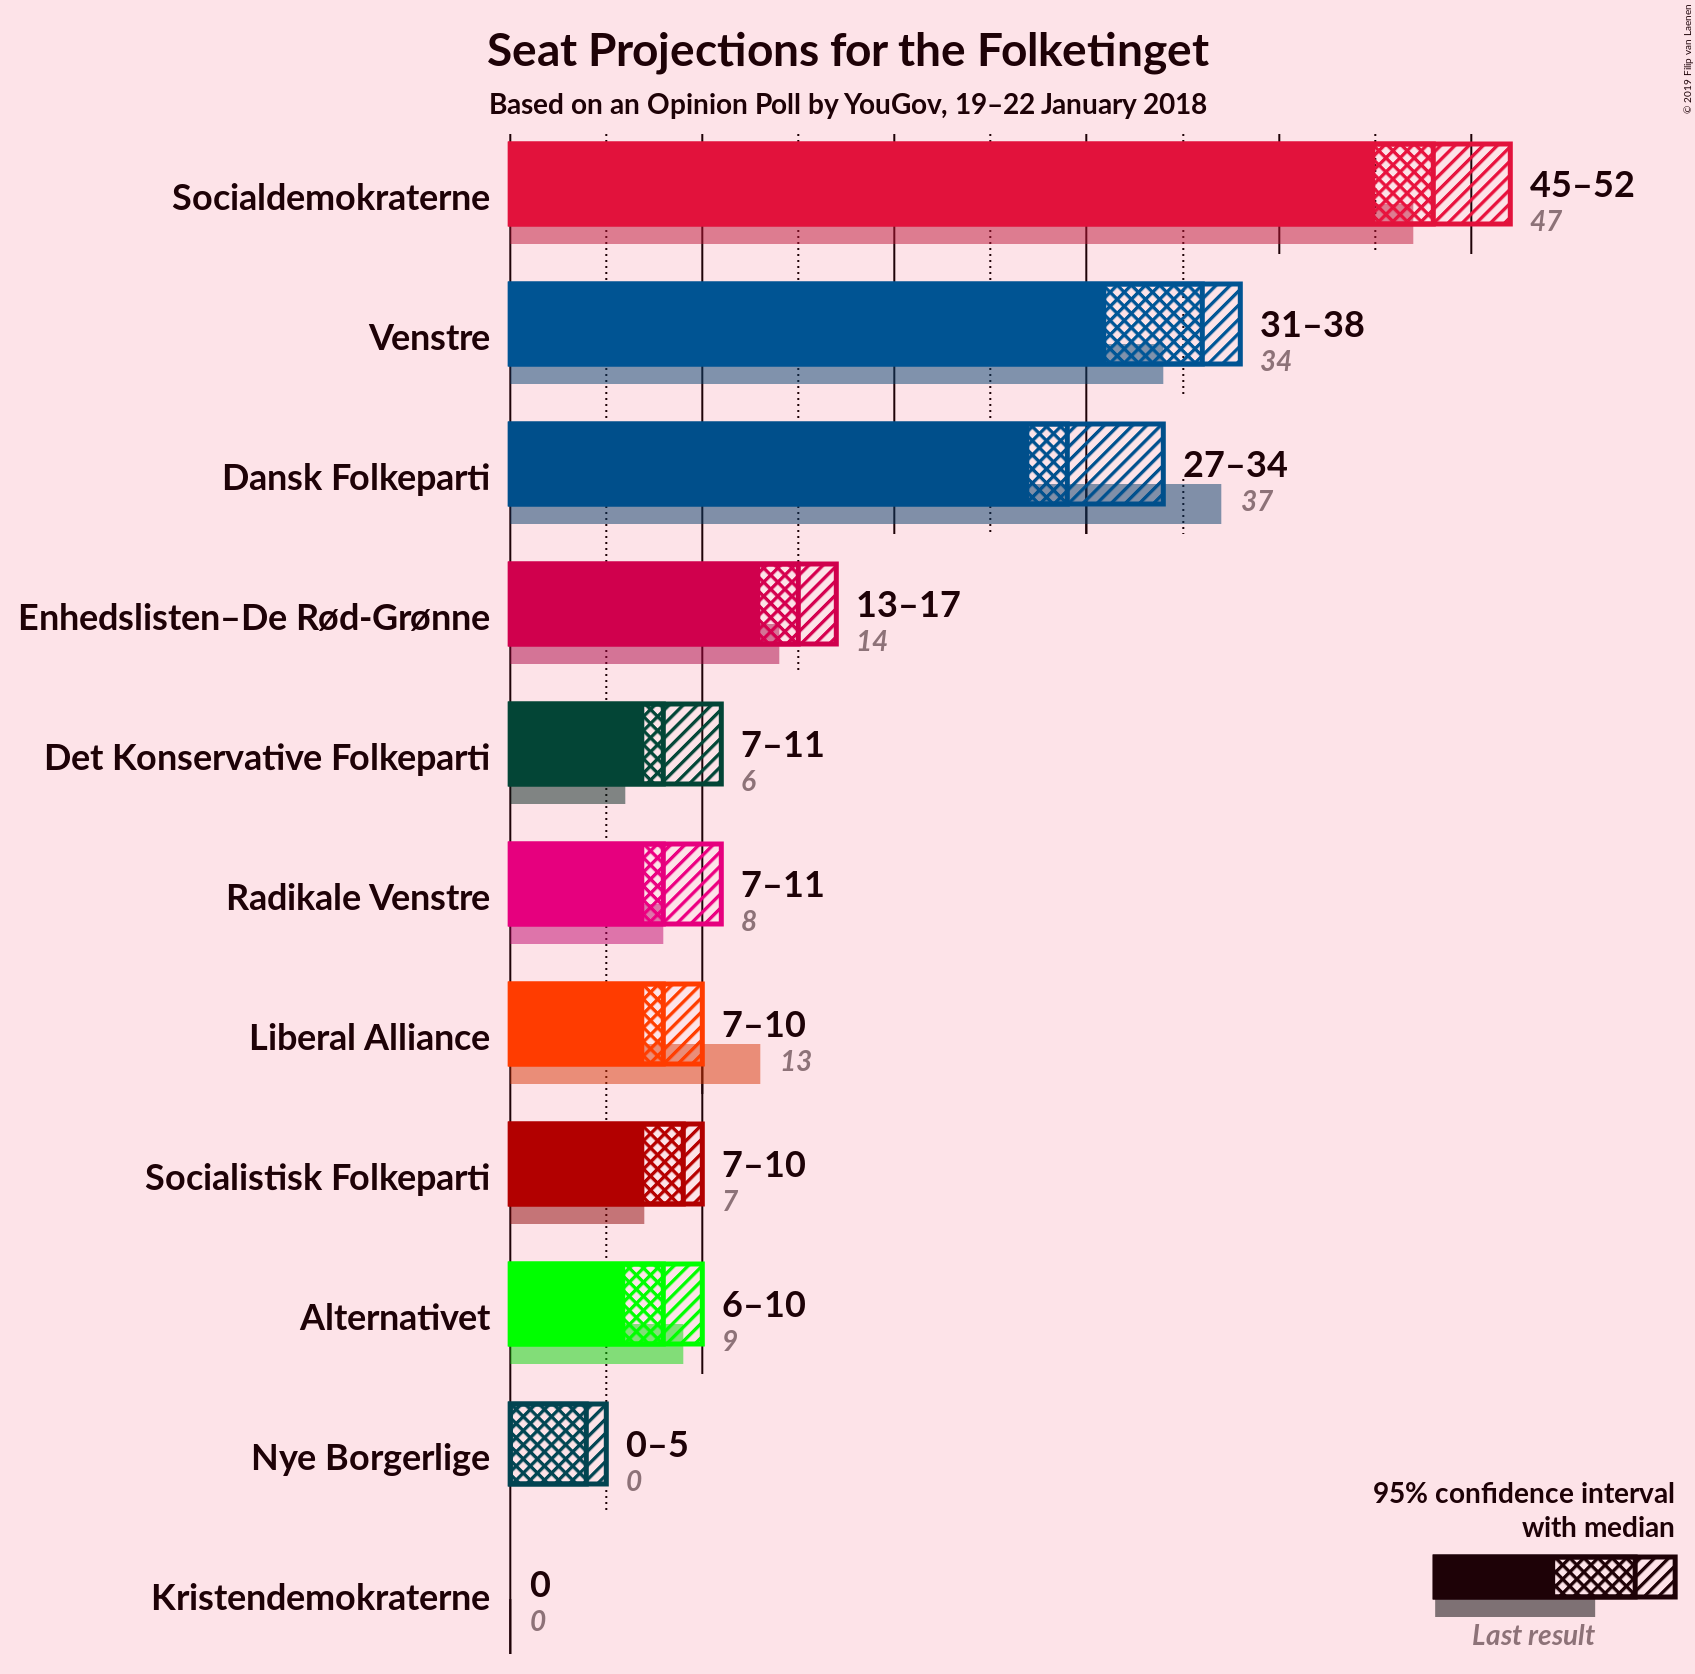 © 2019 Filip van Laenen
Seat Projections for the Folketinget
Based on an Opinion Poll by YouGov, 19–22 January 2018
Socialdemokraterne
45–52
47
Venstre
31–38
34
Dansk Folkeparti
27–34
37
Enhedslisten–De Rød-Grønne
13–17
14
Det Konservative Folkeparti
7–11
6
Radikale Venstre
7–11
8
Liberal Alliance
7–10
13
Socialistisk Folkeparti
7–10
7
Alternativet
6–10
9
Nye Borgerlige
0–5
0
Kristendemokraterne
0
0
95% confidence interval
with median
Last result